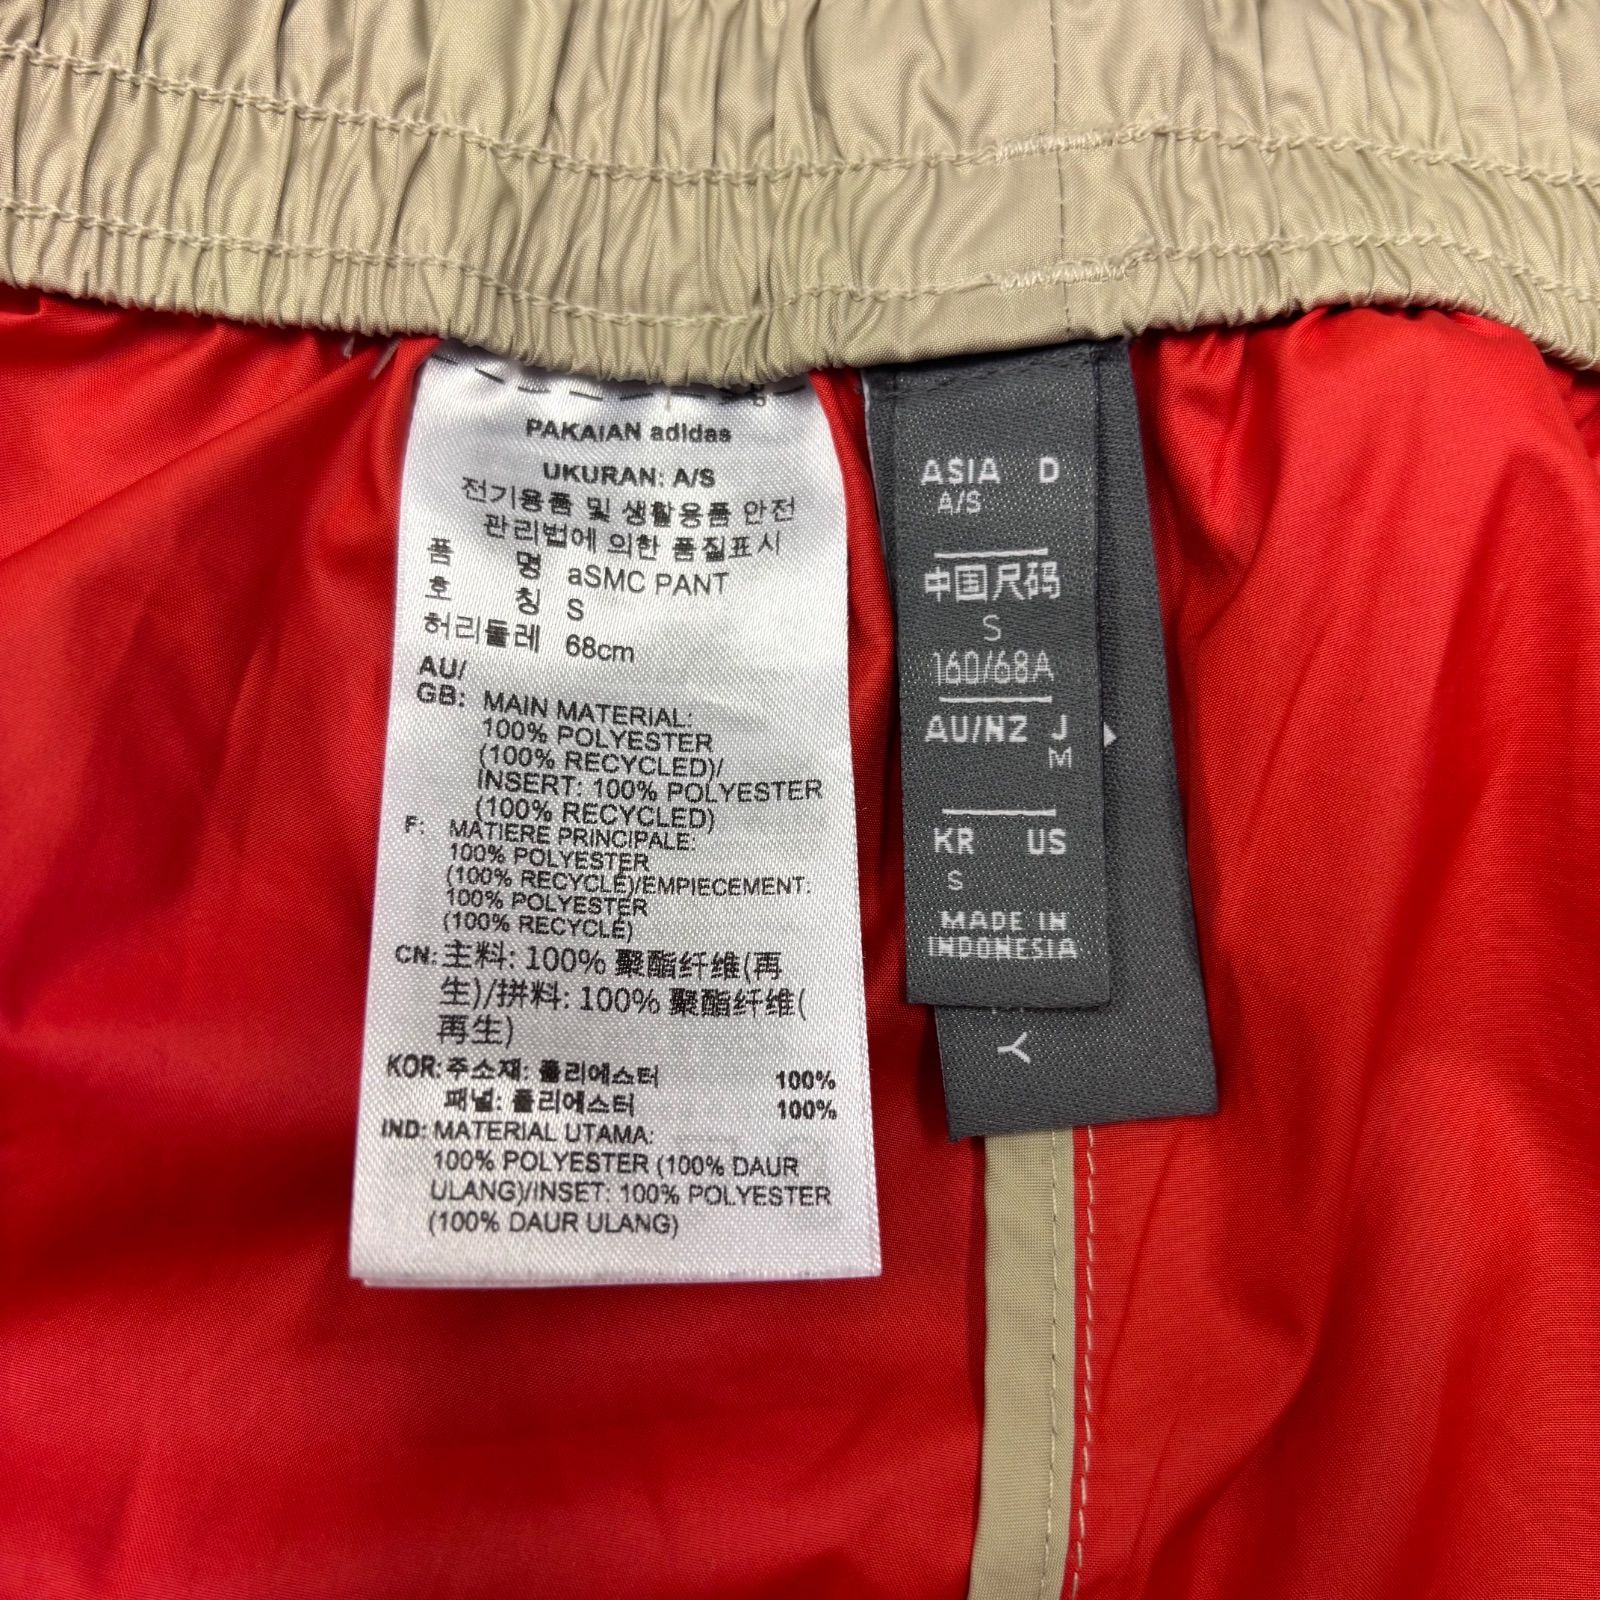 PAKAIAN adidas
UKURAN: A/S
전기용품 및 생활용품 안전
관리법에 의한 품질표시
품 명 aSMC PANT
호 칭 S
허리둘레 68cm
AU/
GB: MAIN MATERIAL:
100% POLYESTER
(100% RECYCLED)/
INSERT: 100% POLYESTER
(100% RECYCLED)
F: MATIERE PRINCIPALE:
100% POLYESTER
(100% RECYCLÉ)/EMPIECEMENT:
100% POLYESTER
(100% RECYCLÉ)
CN: 主料: 100% 聚酯纤维(再
生)/拼料: 100% 聚酯纤维(
再生)
KOR: 주소재: 폴리에스터 100%
패널: 폴리에스터 100%
IND: MATERIAL UTAMA:
100% POLYESTER (100% DAUR
ULANG)/INSET: 100% POLYESTER
(100% DAUR ULANG)
ASIA D
A/S
中国尺码
S
160/68A
AU/NZ J
M
KR US
S
MADE IN
INDONESIA